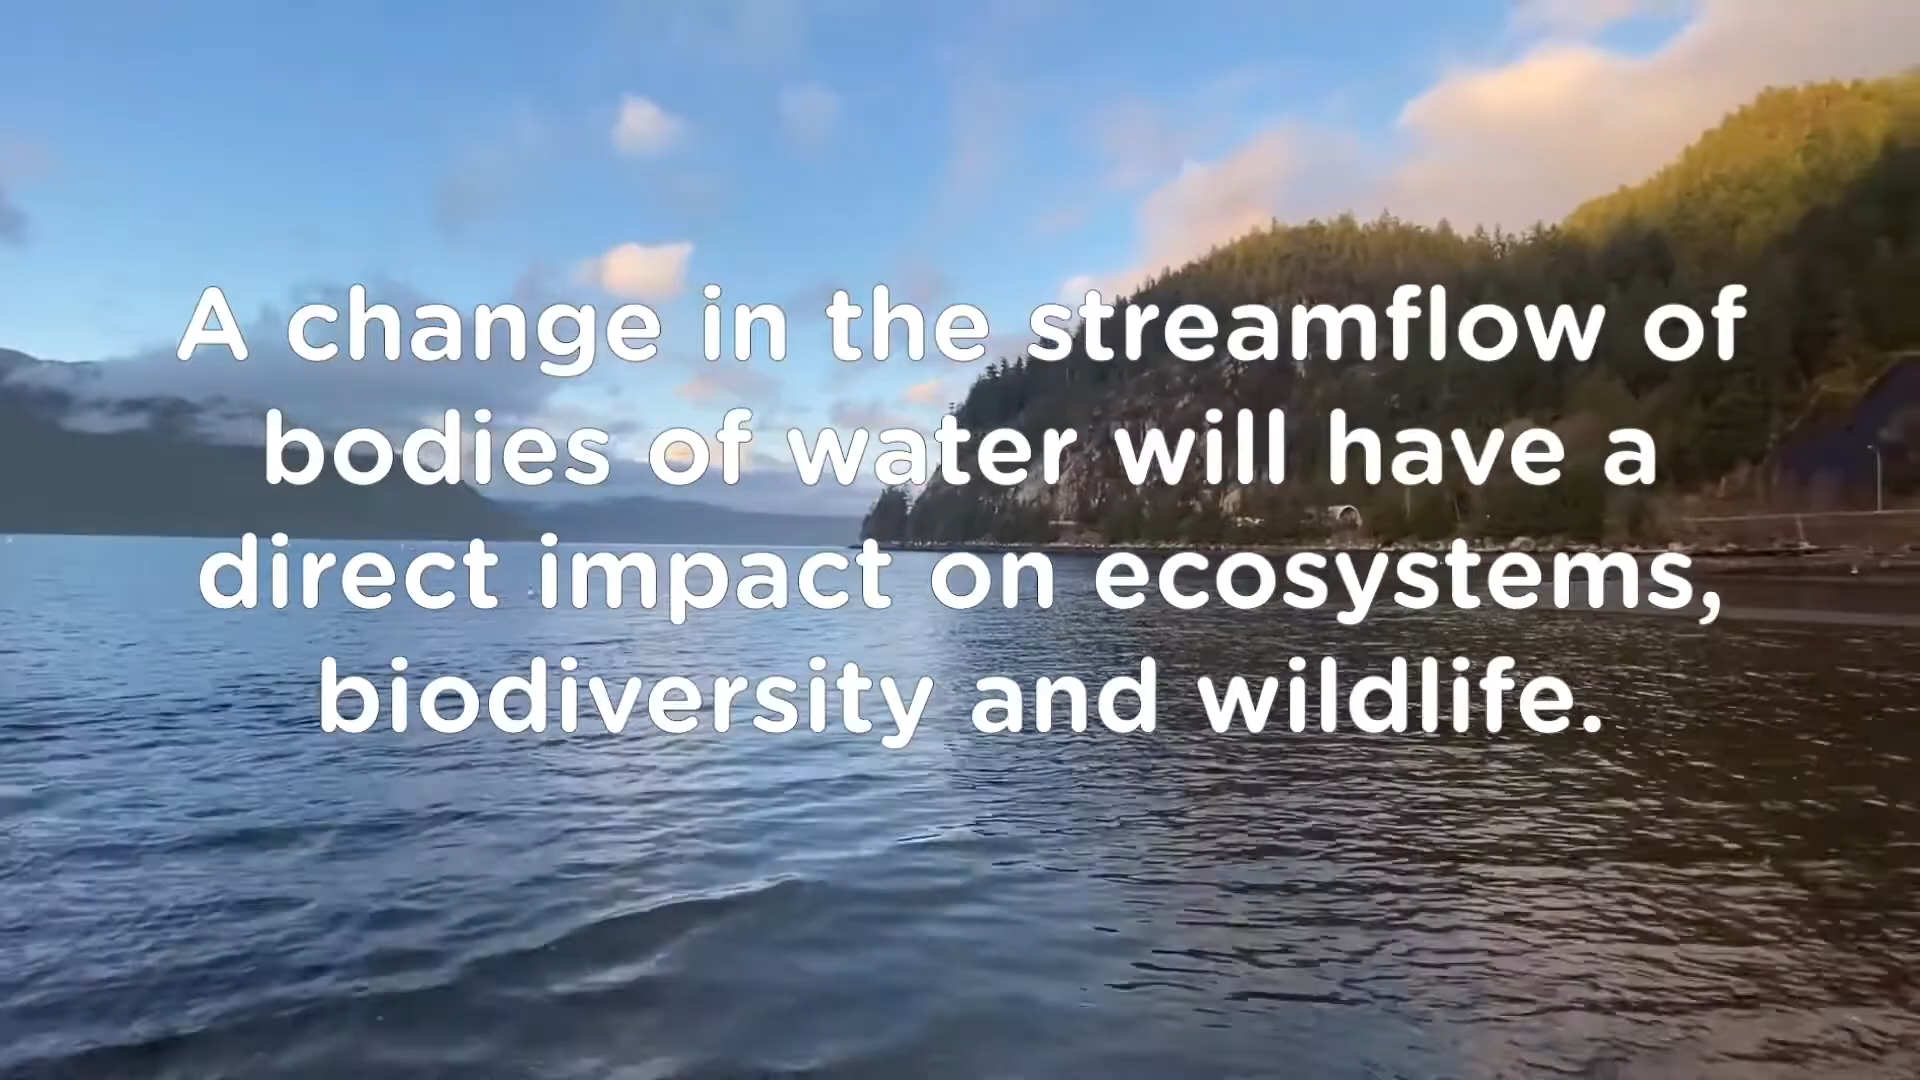 A change in the streamflow of
bodies of water will have a
direct impact on ecosystems,
biodiversity and wildlife.